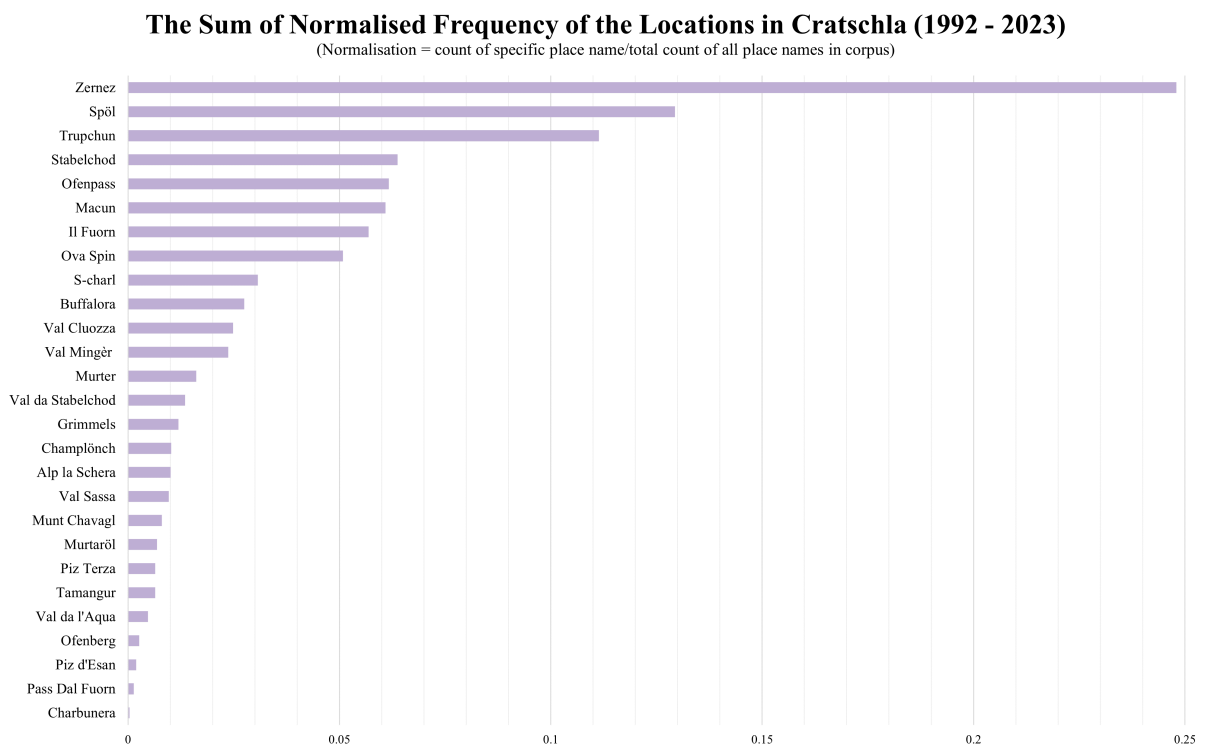 The Sum of Normalised Frequency of the Locations in Cratschla (1992 - 2023)
(Normalisation = count of specific place name/total count of all place names in corpus)
Zernez
Spöl
Trupchun
Stabelchod
Ofenpass
Macun
Il Fuorn
Ova Spin
S-charl
Buffalora
Val Cluozza
Val Mingèr
Murter
Val da Stabelchod
Grimmels
Champlönch
Alp la Schera
Val Sassa
Munt Chavagl
Murtaröl
Piz Terza
Tamangur
Val da l'Aqua
Ofenberg
Piz d'Esan
Pass Dal Fuorn
Charbunera
0 0.05 0.1 0.15 0.2 0.25